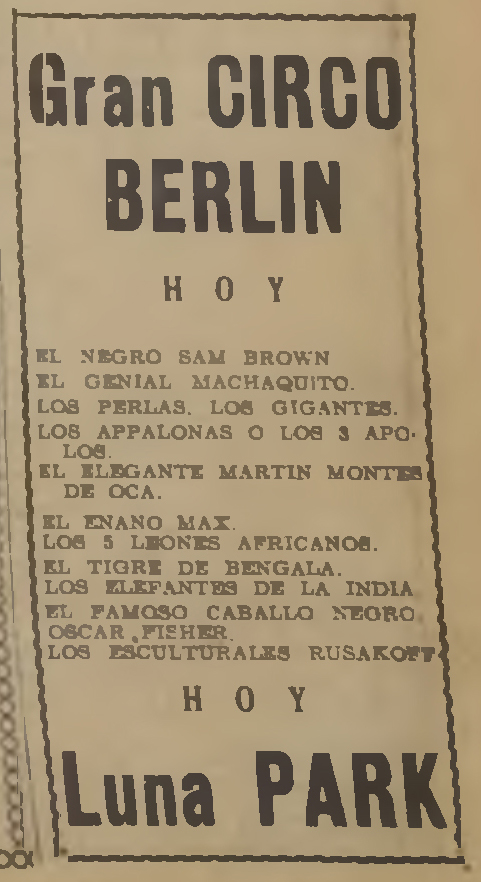 Gran CIRCO
BERLIN
HOY
EL NEGRO SAM BROWN
EL GENIAL MACHAQUITO.
LOS PERLAS. LOS GIGANTES.
LOS APPALONAS O LOS 3 APO-
LOS.
EL ELEGANTE MARTIN MONTES
DE OCA.
EL ENANO MAX.
LOS 5 LEONES AFRICANOS.
EL TIGRE DE BENGALA.
LOS ELEFANTES DE LA INDIA
EL FAMOSO CABALLO NEGRO
OSCAR FISHER.
LOS ESCULTURALES RUSAKOFF
HOY
Luna PARK